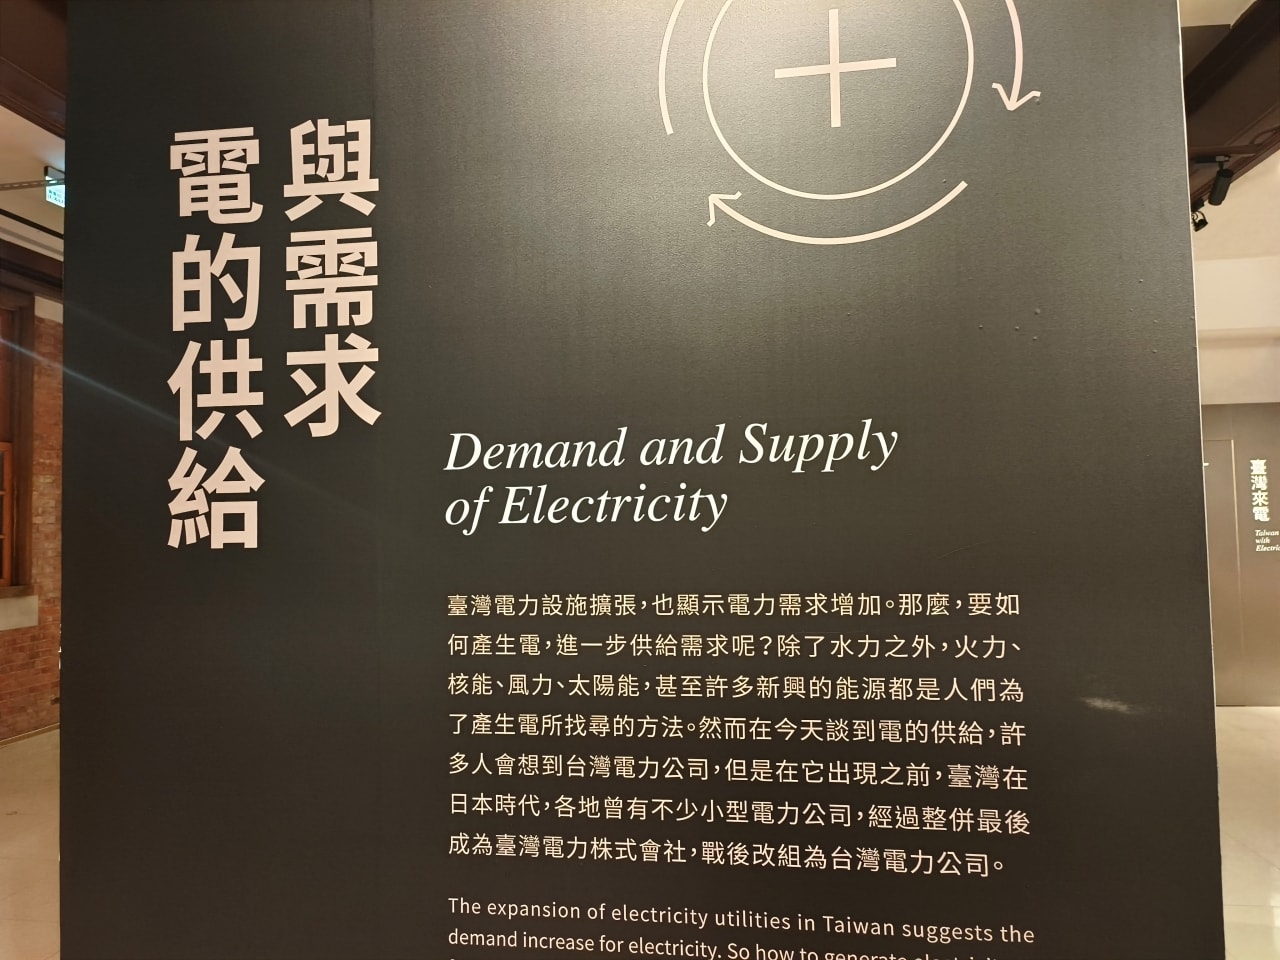 電的供給
與需求
Demand and Supply
of Electricity
臺灣電力設施擴張，也顯示電力需求增加。那麼，要如
何產生電，進一步供給需求呢？除了水力之外，火力、
核能、風力、太陽能，甚至許多新興的能源都是人們為
了產生電所找尋的方法。然而在今天談到電的供給，許
多人會想到台灣電力公司，但是在它出現之前，臺灣在
日本時代，各地曾有不少小型電力公司，經過整併最後
成為臺灣電力株式會社，戰後改組為台灣電力公司。
The expansion of electricity utilities in Taiwan suggests the
demand increase for electricity. So how to generate
臺灣來電
Taiwan
with